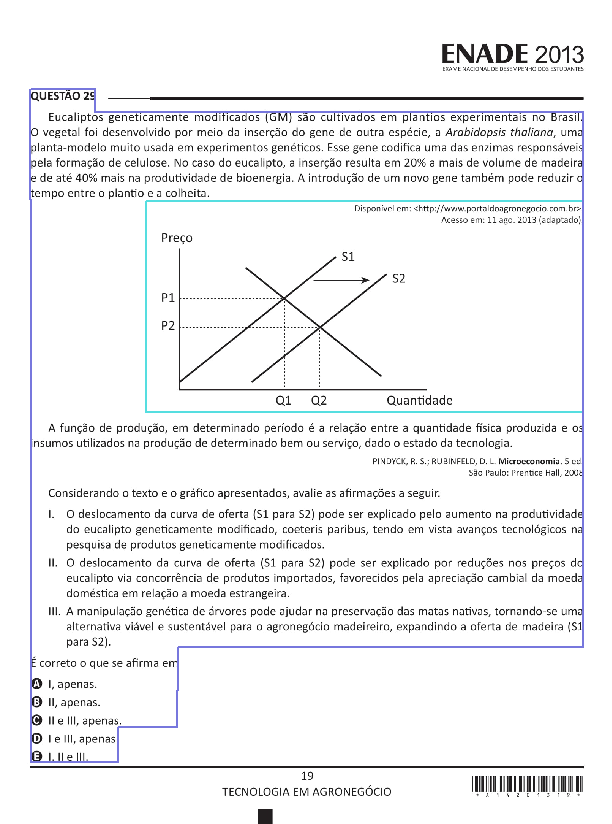 ENADE 2013
EXAME NACIONAL DE DESEMPENHO DOS ESTUDANTES
QUESTÃO 29
Eucaliptos geneticamente modificados (GM) são cultivados em plantios experimentais no Brasil.
O vegetal foi desenvolvido por meio da inserção do gene de outra espécie, a Arabidopsis thaliana, uma
planta-modelo muito usada em experimentos genéticos. Esse gene codifica uma das enzimas responsáveis
pela formação de celulose. No caso do eucalipto, a inserção resulta em 20% a mais de volume de madeira
e de até 40% mais na produtividade de bioenergia. A introdução de um novo gene também pode reduzir o
tempo entre o plantio e a colheita.
Disponível em: <http://www.portaldoagronegocio.com.br>
Acesso em: 11 ago. 2013 (adaptado)
Preço
S1
S2
P1
P2
Q1 Q2 Quantidade
A função de produção, em determinado período é a relação entre a quantidade física produzida e os
insumos utilizados na produção de determinado bem ou serviço, dado o estado da tecnologia.
PINDYCK, R. S.; RUBINFELD, D. L. Microeconomia. 5 ed
São Paulo: Prentice Hall, 2008
Considerando o texto e o gráfico apresentados, avalie as afirmações a seguir.
I. O deslocamento da curva de oferta (S1 para S2) pode ser explicado pelo aumento na produtividade
do eucalipto geneticamente modificado, coeteris paribus, tendo em vista avanços tecnológicos na
pesquisa de produtos geneticamente modificados.
II. O deslocamento da curva de oferta (S1 para S2) pode ser explicado por reduções nos preços do
eucalipto via concorrência de produtos importados, favorecidos pela apreciação cambial da moeda
doméstica em relação a moeda estrangeira.
III. A manipulação genética de árvores pode ajudar na preservação das matas nativas, tornando-se uma
alternativa viável e sustentável para o agronegócio madeireiro, expandindo a oferta de madeira (S1
para S2).
É correto o que se afirma em
A I, apenas.
B II, apenas.
C II e III, apenas.
D I e III, apenas
E I, II e III.
19
TECNOLOGIA EM AGRONEGÓCIO
*A14201319*